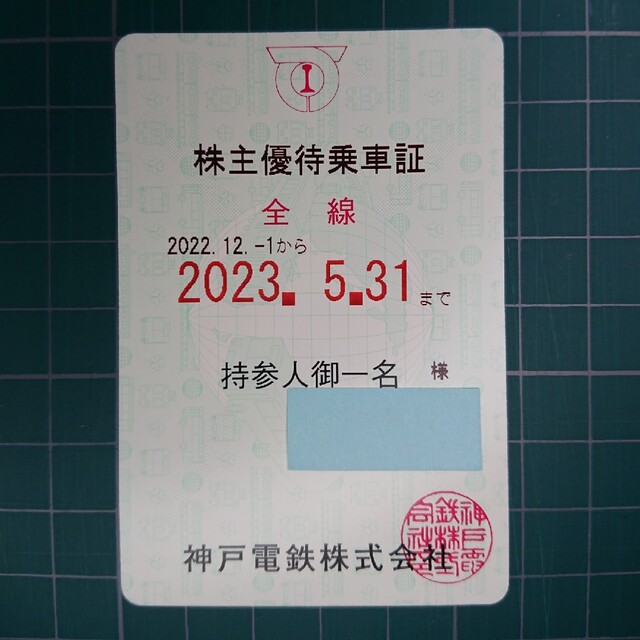 株主優待乗車証
全線
2022.12.-1から
2023. 5.31まで
持参人御一名 様
神戸電鉄株式会社